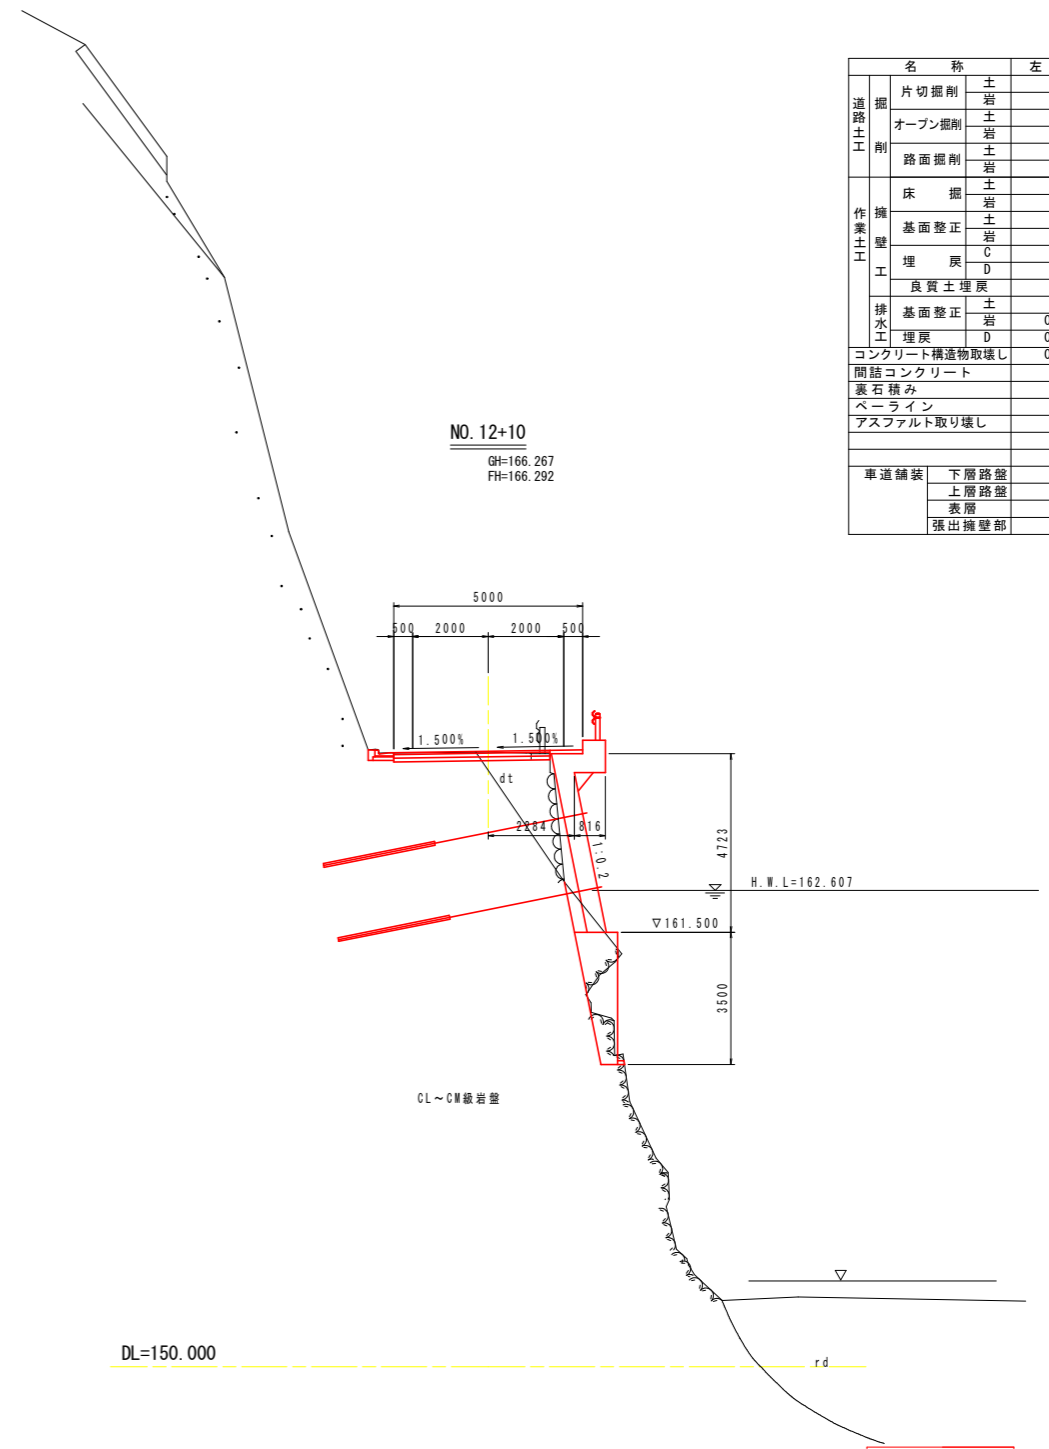 名 称 左
道路土工 掘削 片切掘削 土
岩
オープン掘削 土
岩
路面掘削 土
岩
作業土工 擁壁工 床 掘 土
岩
基面整正 土
岩
埋 戻 C
D
良質土埋戻
排水工 基面整正 土
岩 0
埋戻 D 0
コンクリート構造物取壊し 0
間詰コンクリート
裏石積み
ペーライン
アスファルト取り壊し
車道舗装 下層路盤
上層路盤
表層
張出擁壁部
NO.12+10
GH=166.267
FH=166.292
5000
500 2000 2000 500
1.500% 1.500%
dt
2284 816
1:0.2
4723
H.W.L=162.607
▽161.500
3500
CL～CM級岩盤
DL=150.000
rd